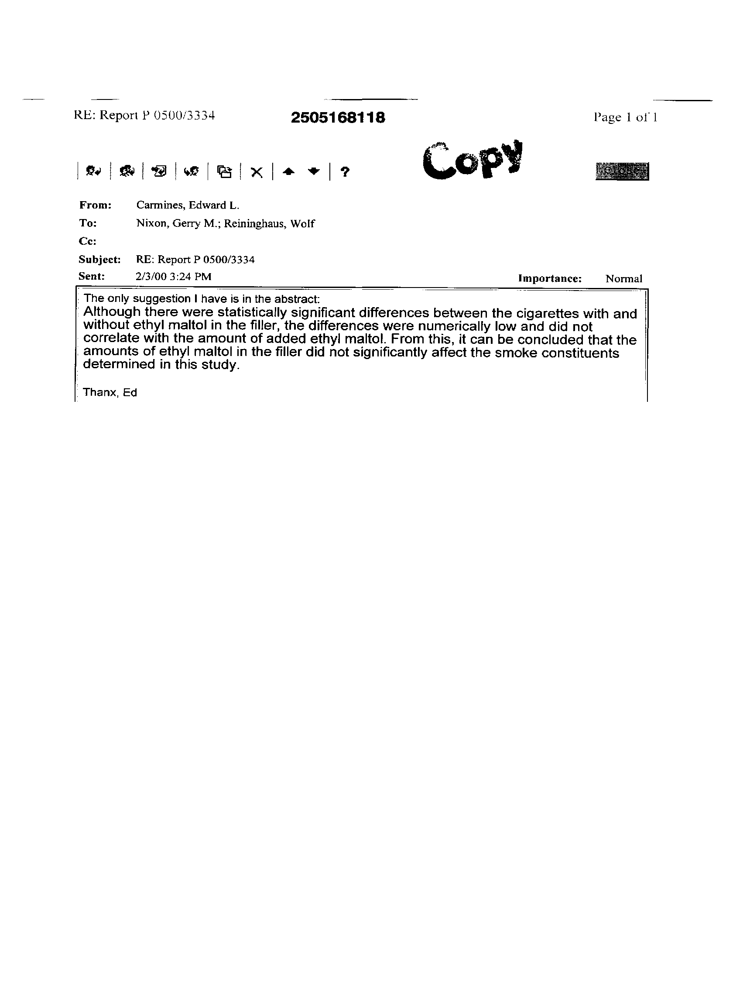 RE: Report P 0500/3334 2505168118 Page 1 of 1
Copy
?
From: Carmines, Edward L.
To: Nixon, Gerry M.; Reininghaus, Wolf
Cc:
Subject: RE: Report P 0500/3334
Sent: 2/3/00 3:24 PM Importance: Normal
The only suggestion I have is in the abstract:
Although there were statistically significant differences between the cigarettes with and
without ethyl maltol in the filler, the differences were numerically low and did not
correlate with the amount of added ethyl maltol. From this, it can be concluded that the
amounts of ethyl maltol in the filler did not significantly affect the smoke constituents
determined in this study.
Thanx, Ed